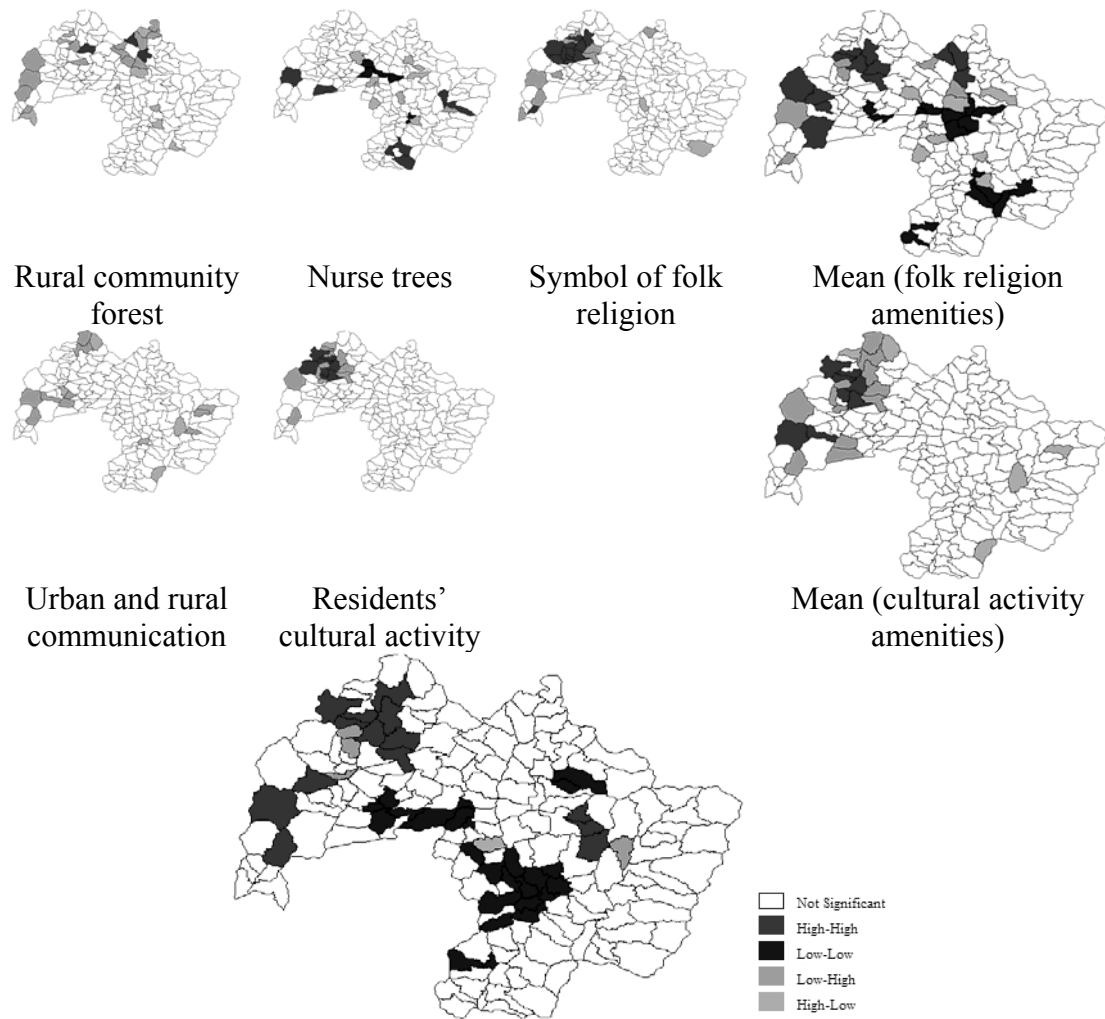 Rural community
forest
Nurse trees
Symbol of folk
religion
Mean (folk religion
amenities)
Urban and rural
communication
Residents’
cultural activity
Mean (cultural activity
amenities)
Not Significant
High-High
Low-Low
Low-High
High-Low